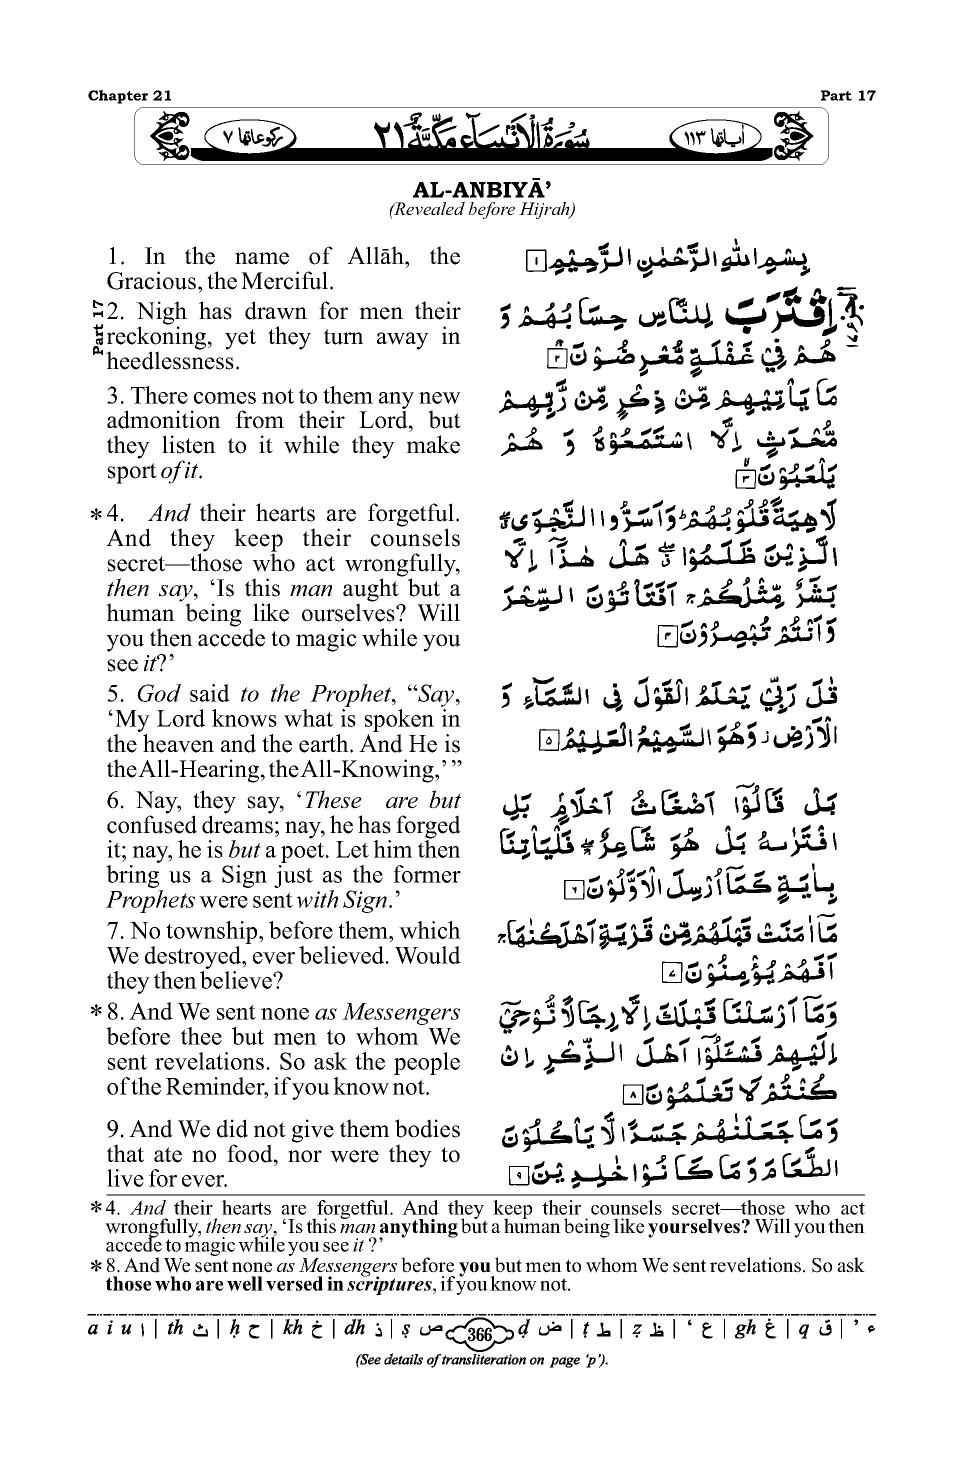 Chapter 21
Part 17
رکوعاتها ٧
سُوۡرَةُ الۡاَنۡبِیَآءِ مَکِّیَّةٌ ٢١
اٰیاتها ١١٣
AL-ANBIYĀ’
(Revealed before Hijrah)
1. In the name of Allāh, the
Gracious, the Merciful.
Part 17
2. Nigh has drawn for men their
reckoning, yet they turn away in
heedlessness.
3. There comes not to them any new
admonition from their Lord, but
they listen to it while they make
sport of it.
*4. And their hearts are forgetful.
And they keep their counsels
secret—those who act wrongfully,
then say, ‘Is this man aught but a
human being like ourselves? Will
you then accede to magic while you
see it?’
5. God said to the Prophet, “Say,
‘My Lord knows what is spoken in
the heaven and the earth. And He is
the All-Hearing, the All-Knowing,’ ”
6. Nay, they say, ‘These are but
confused dreams; nay, he has forged
it; nay, he is but a poet. Let him then
bring us a Sign just as the former
Prophets were sent with Sign.’
7. No township, before them, which
We destroyed, ever believed. Would
they then believe?
*8. And We sent none as Messengers
before thee but men to whom We
sent revelations. So ask the people
of the Reminder, if you know not.
9. And We did not give them bodies
that ate no food, nor were they to
live for ever.
بِسۡمِ اللّٰهِ الرَّحۡمٰنِ الرَّحِیۡمِ ١
اِقۡتَرَبَ لِلنَّاسِ حِسَابُهُمۡ وَ
هُمۡ فِیۡ غَفۡلَةٍ مُّعۡرِضُوۡنَ ٢
مَا یَاۡتِیۡهِمۡ مِّنۡ ذِکۡرٍ مِّنۡ رَّبِّهِمۡ
مُّحۡدَثٍ اِلَّا اسۡتَمَعُوۡهُ وَ هُمۡ
یَلۡعَبُوۡنَ ٣
لَاهِیَةً قُلُوۡبُهُمۡ ؕ وَاَسَرُّوا النَّجۡوَی ٭ۖ
الَّذِیۡنَ ظَلَمُوۡا ٭ۖ هَلۡ هٰذَاۤ اِلَّا
بَشَرٌ مِّثۡلُکُمۡ ۚ اَفَتَاۡتُوۡنَ السِّحۡرَ
وَاَنۡتُمۡ تُبۡصِرُوۡنَ ٤
قٰلَ رَبِّیۡ یَعۡلَمُ الۡقَوۡلَ فِی السَّمَآءِ وَ
الۡاَرۡضِ ۫ وَهُوَ السَّمِیۡعُ الۡعَلِیۡمُ ٥
بَلۡ قَالُوۡۤا اَضۡغَاثُ اَحۡلَامٍۭ بَلِ
افۡتَرٰىهُ بَلۡ هُوَ شَاعِرٌ ۚۖ فَلۡیَاۡتِنَا
بِاٰیَةٍ کَمَاۤ اُرۡسِلَ الۡاَوَّلُوۡنَ ٦
مَاۤ اٰمَنَتۡ قَبۡلَهُمۡ مِّنۡ قَرۡیَةٍ اَهۡلَکۡنٰهَا ۚ
اَفَهُمۡ یُؤۡمِنُوۡنَ ٧
وَمَاۤ اَرۡسَلۡنَا قَبۡلَكَ اِلَّا رِجَالًا نُّوۡحِیۡۤ
اِلَیۡهِمۡ فَسۡـَٔلُوۡۤا اَهۡلَ الذِّکۡرِ اِنۡ
کُنۡتُمۡ لَا تَعۡلَمُوۡنَ ٨
وَمَا جَعَلۡنٰهُمۡ جَسَدًا لَّا یَاۡکُلُوۡنَ
الطَّعَامَ وَمَا کَانُوۡا خٰلِدِیۡنَ ٩
*4. And their hearts are forgetful. And they keep their counsels secret—those who act
wrongfully, then say, ‘Is this man anything but a human being like yourselves? Will you then
accede to magic while you see it ?’
*8. And We sent none as Messengers before you but men to whom We sent revelations. So ask
those who are well versed in scriptures, if you know not.
a i u ا | th ث | ḥ ح | kh خ | dh ذ | ṣ ص 366 ḍ ض | ṭ ط | ẓ ظ | ‘ ع | gh غ | q ق | ’ ء
(See details of transliteration on page ‘p’).